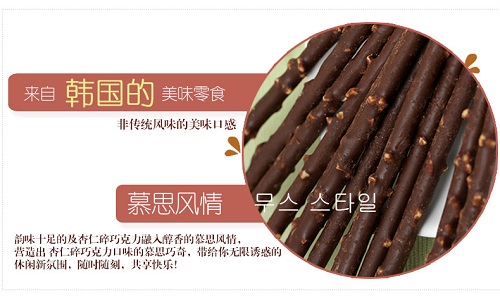 来自 韩国的 美味零食
非传统风味的美味口感
慕思风情 무스 스타일
韵味十足的及杏仁碎巧克力融入醇香的慕思风情，
营造出 杏仁碎巧克力口味的慕思巧奇，带给你无限诱惑的
休闲新氛围，随时随刻，共享快乐！